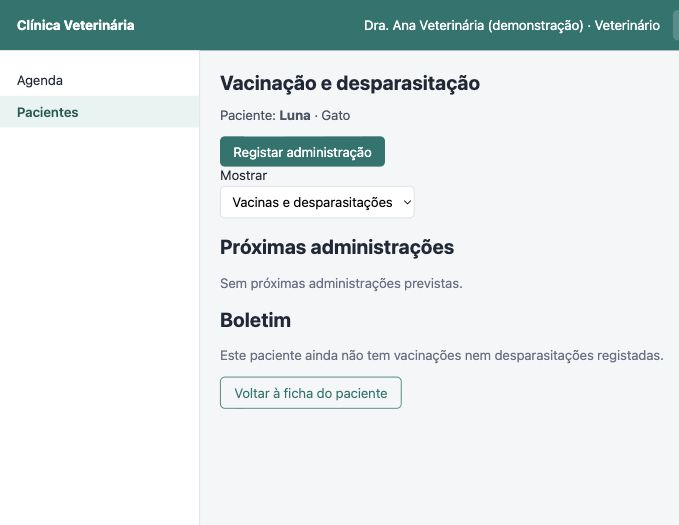 Clínica Veterinária
Dra. Ana Veterinária (demonstração) · Veterinário
Agenda
Pacientes
Vacinação e desparasitação
Paciente: Luna · Gato
Registar administração
Mostrar
Vacinas e desparasitações
Próximas administrações
Sem próximas administrações previstas.
Boletim
Este paciente ainda não tem vacinações nem desparasitações registadas.
Voltar à ficha do paciente